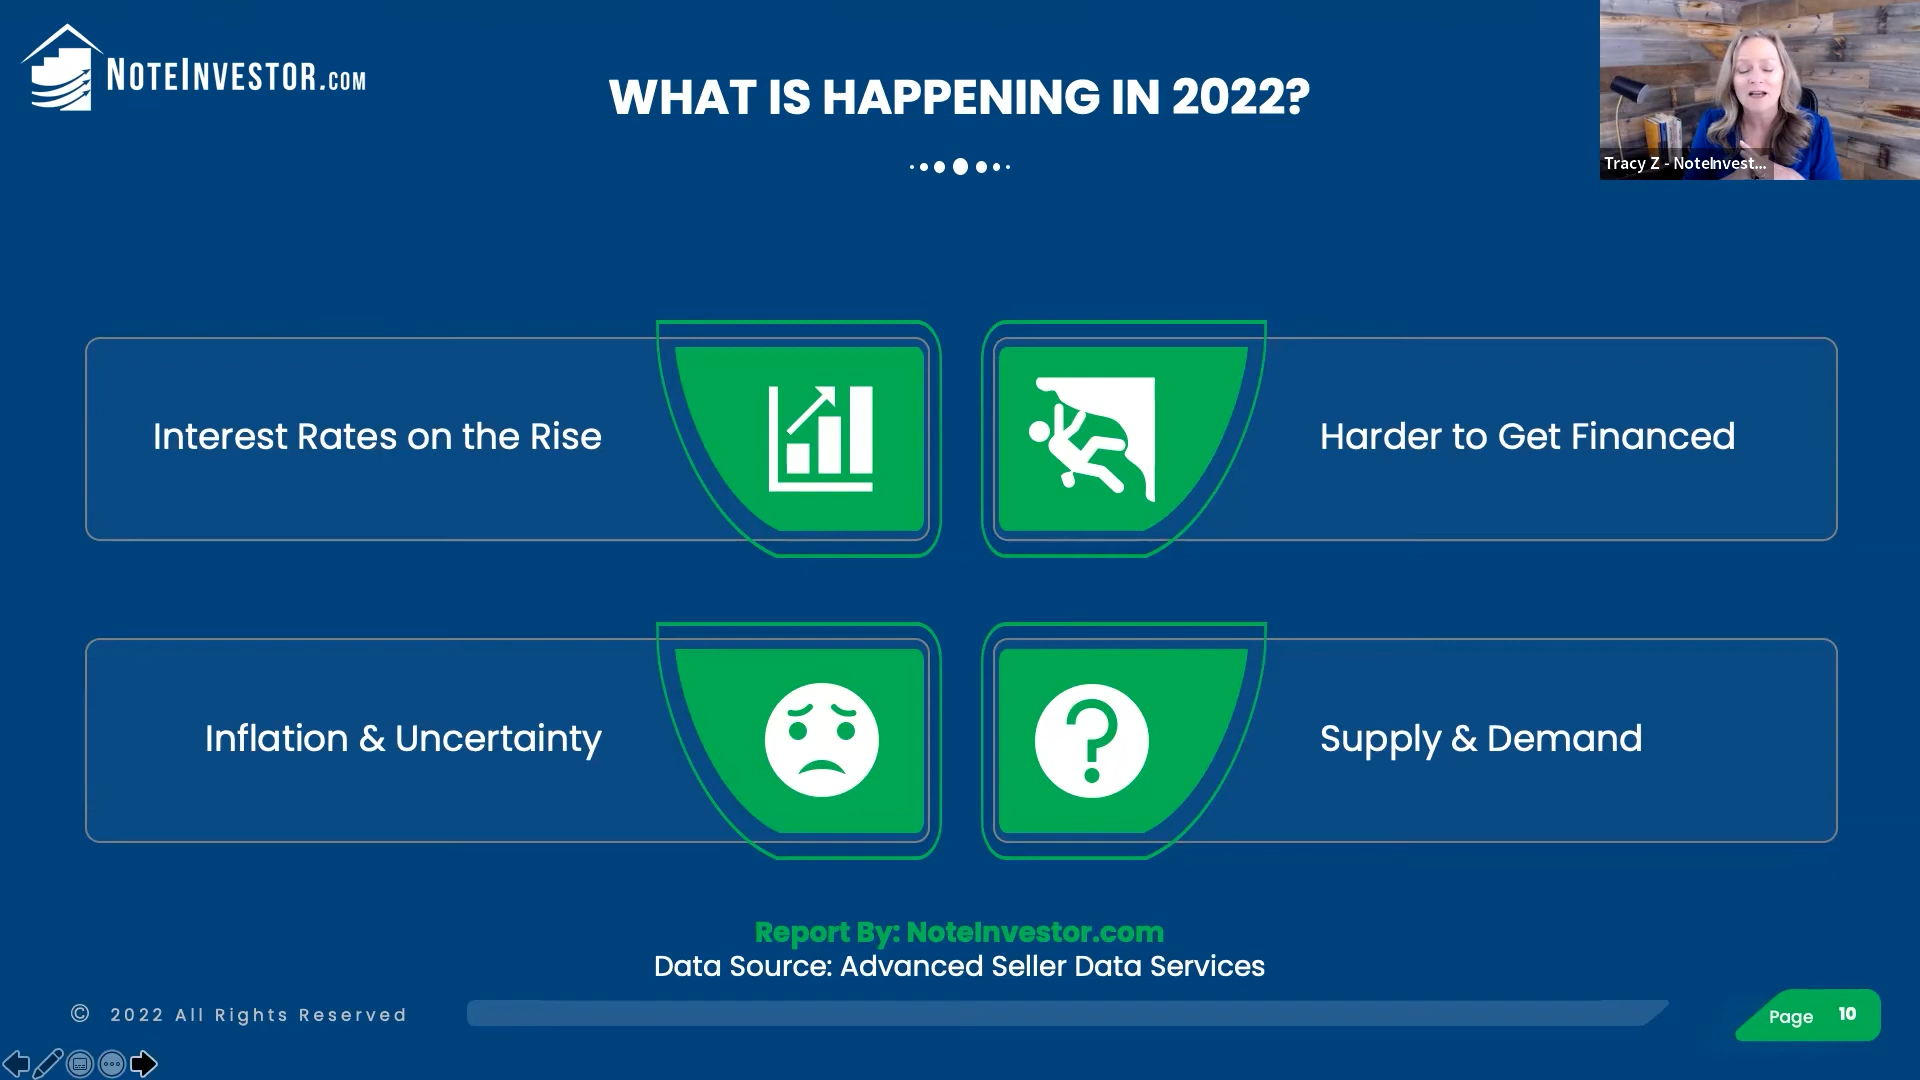 NOTEINVESTOR.COM
WHAT IS HAPPENING IN 2022?
Tracy Z - NoteInvest...
Interest Rates on the Rise
Harder to Get Financed
Inflation & Uncertainty
Supply & Demand
Report By: NoteInvestor.com
Data Source: Advanced Seller Data Services
© 2022 All Rights Reserved
Page 10